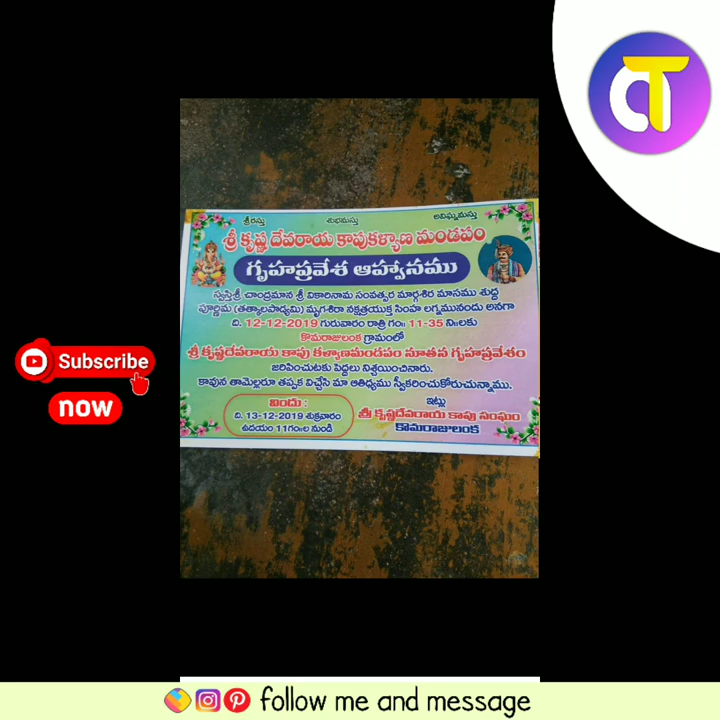 శ్రీరస్తు శుభమస్తు అవిఘ్నమస్తు
శ్రీ కృష్ణ దేవరాయ కాపుకళ్యాణ మండపం
గృహప్రవేశ ఆహ్వానము
స్వస్తిశ్రీ చాంద్రమాన శ్రీ వికారినామ సంవత్సర మార్గశిర మాసము శుద్ధ
పూర్ణిమ (తత్కాలపాడ్యమి) మృగశిరా నక్షత్రయుక్త సింహ లగ్నమునందు అనగా
ది. 12-12-2019 గురువారం రాత్రి గం॥ 11-35 ని॥లకు
కొమరాజులంక గ్రామంలో
శ్రీ కృష్ణదేవరాయ కాపు కళ్యాణమండపం నూతన గృహప్రవేశం
జరిపించుటకు పెద్దలు నిశ్చయించినారు.
కావున తామెల్లరూ తప్పక విచ్చేసి మా ఆతిధ్యము స్వీకరించుకోరుచున్నాము.
విందు :
ది. 13-12-2019 శుక్రవారం
ఉదయం 11గం॥ల నుండి
ఇట్లు
శ్రీ కృష్ణదేవరాయ కాపు సంఘం
కొమరాజులంక
Subscribe
now
follow me and message